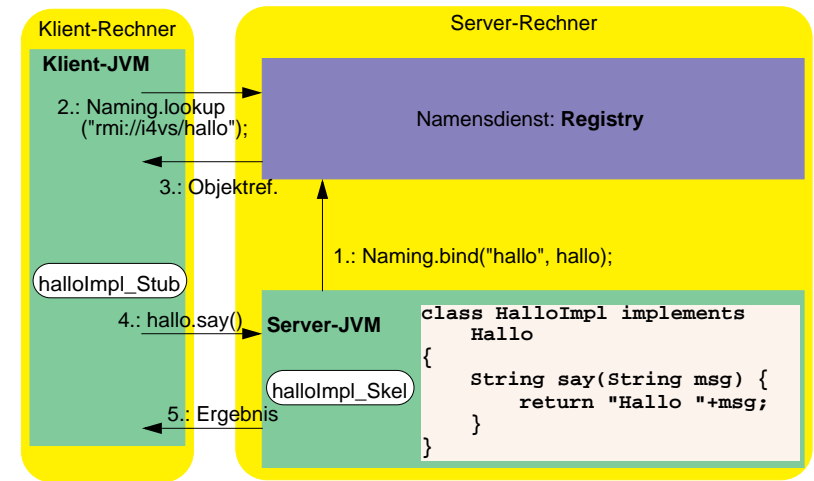 Klient-Rechner
Klient-JVM
2.: Naming.lookup
("rmi://i4vs/hallo");
3.: Objektref.
halloImpl_Stub
4.: hallo.say()
5.: Ergebnis
Server-Rechner
Namensdienst: Registry
1.: Naming.bind("hallo", hallo);
Server-JVM
halloImpl_Skel
class HalloImpl implements
Hallo
{
String say(String msg) {
return "Hallo "+msg;
}
}